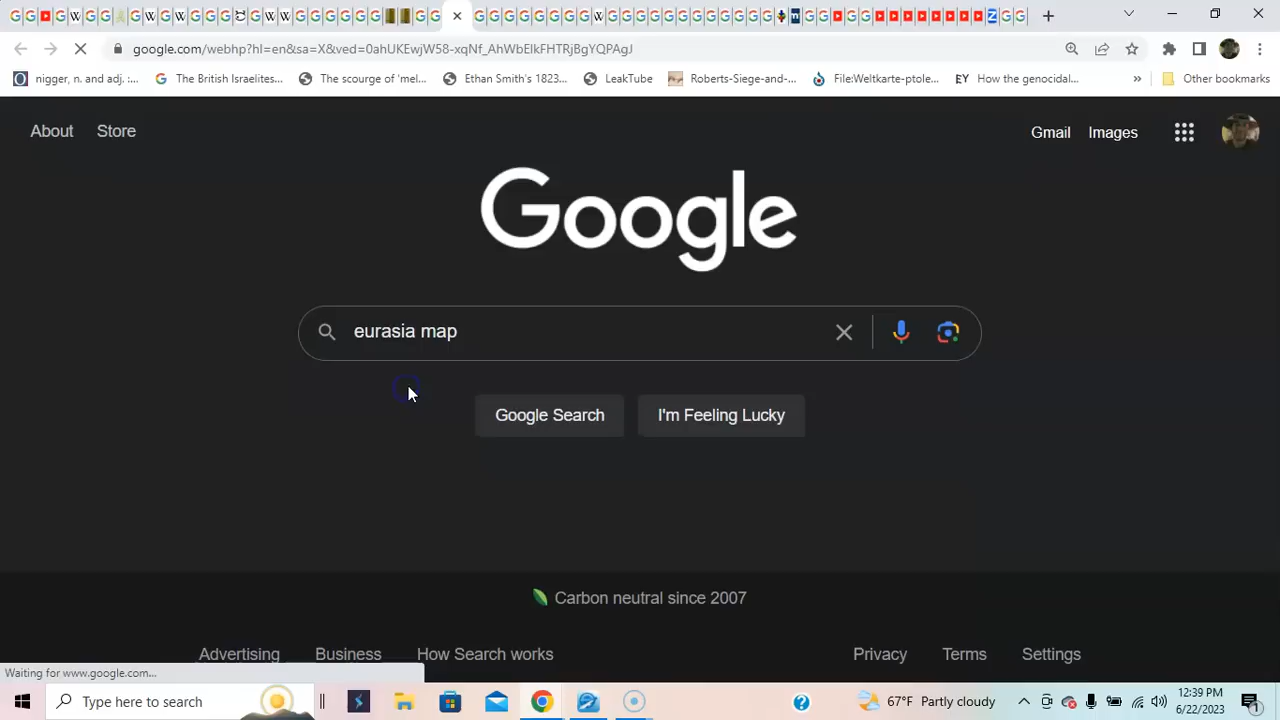 google.com/webhp?hl=en&sa=X&ved=0ahUKEwjW58-xqNf_AhWbElkFHTRjBgYQPAgJ
nigger, n. and adj. :... The British Israelites... The scourge of 'mel... Ethan Smith's 1823... LeakTube Roberts-Siege-and-... File:Weltkarte-ptole... EY How the genocidal... » Other bookmarks
About Store Gmail Images
Google
eurasia map
Google Search I'm Feeling Lucky
Carbon neutral since 2007
Advertising Business How Search works Privacy Terms Settings
Waiting for www.google.com...
Type here to search 67°F Partly cloudy 12:39 PM
6/22/2023